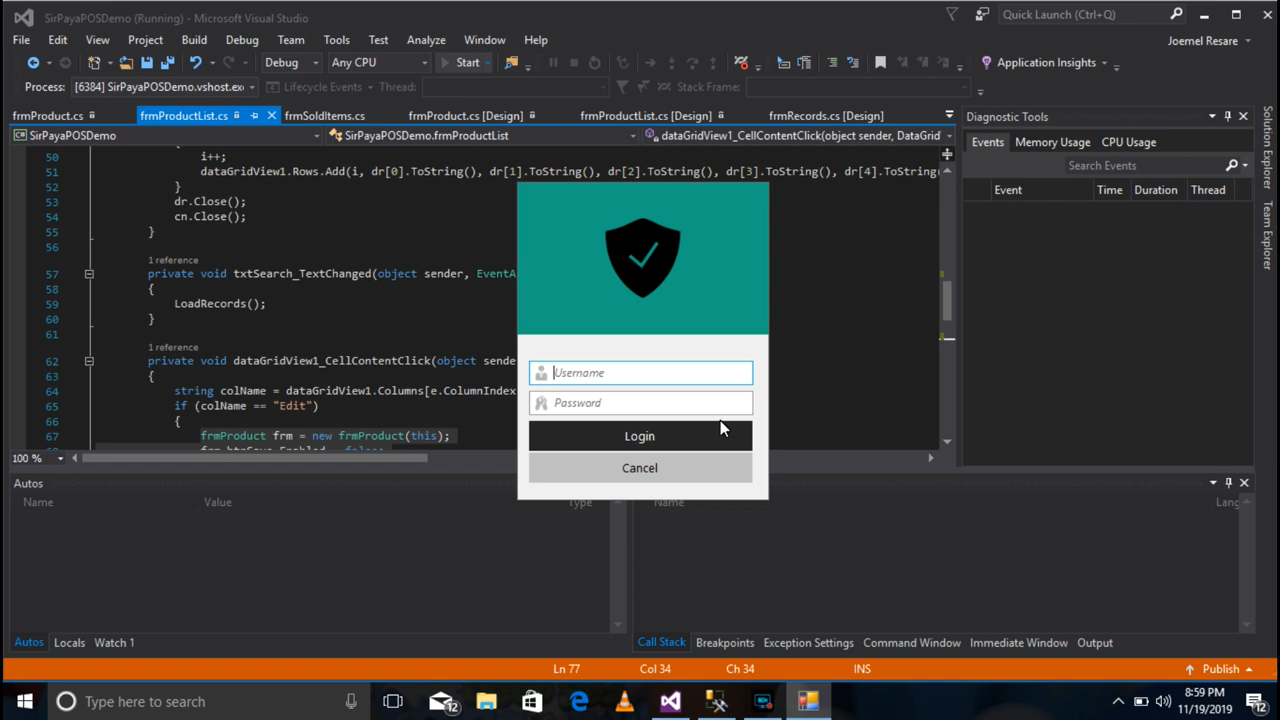 SirPayaPOSDemo (Running) - Microsoft Visual Studio
Quick Launch (Ctrl+Q)
File Edit View Project Build Debug Team Tools Test Analyze Window Help
Joemel Resare
Debug Any CPU Start Application Insights
Process: [6384] SirPayaPOSDemo.vshost.exe Lifecycle Events Thread: Stack Frame:
frmProduct.cs frmProductList.cs frmSoldItems.cs frmProduct.cs [Design] frmProductList.cs [Design] frmRecords.cs [Design]
Diagnostic Tools
SirPayaPOSDemo SirPayaPOSDemo.frmProductList dataGridView1_CellContentClick(object sender, DataGrid
Events Memory Usage CPU Usage
Search Events
Event Time Duration Thread
Solution Explorer
Team Explorer
50 {
51 i++;
dataGridView1.Rows.Add(i, dr[0].ToString(), dr[1].ToString(), dr[2].ToString(), dr[3].ToString(), dr[4].ToString
52 }
53 dr.Close();
54 cn.Close();
55 }
56
1 reference
57 private void txtSearch_TextChanged(object sender, EventA
58 {
59 LoadRecords();
60 }
61
1 reference
62 private void dataGridView1_CellContentClick(object sende
63 {
64 string colName = dataGridView1.Columns[e.ColumnIndex
65 if (colName == "Edit")
66 {
67 frmProduct frm = new frmProduct(this);
Username
Password
Login
Cancel
100 %
Autos
Name Value Type
Name Lang
Autos Locals Watch 1
Call Stack Breakpoints Exception Settings Command Window Immediate Window Output
Ln 77 Col 34 Ch 34 INS Publish
Type here to search
12
8:59 PM
11/19/2019
12